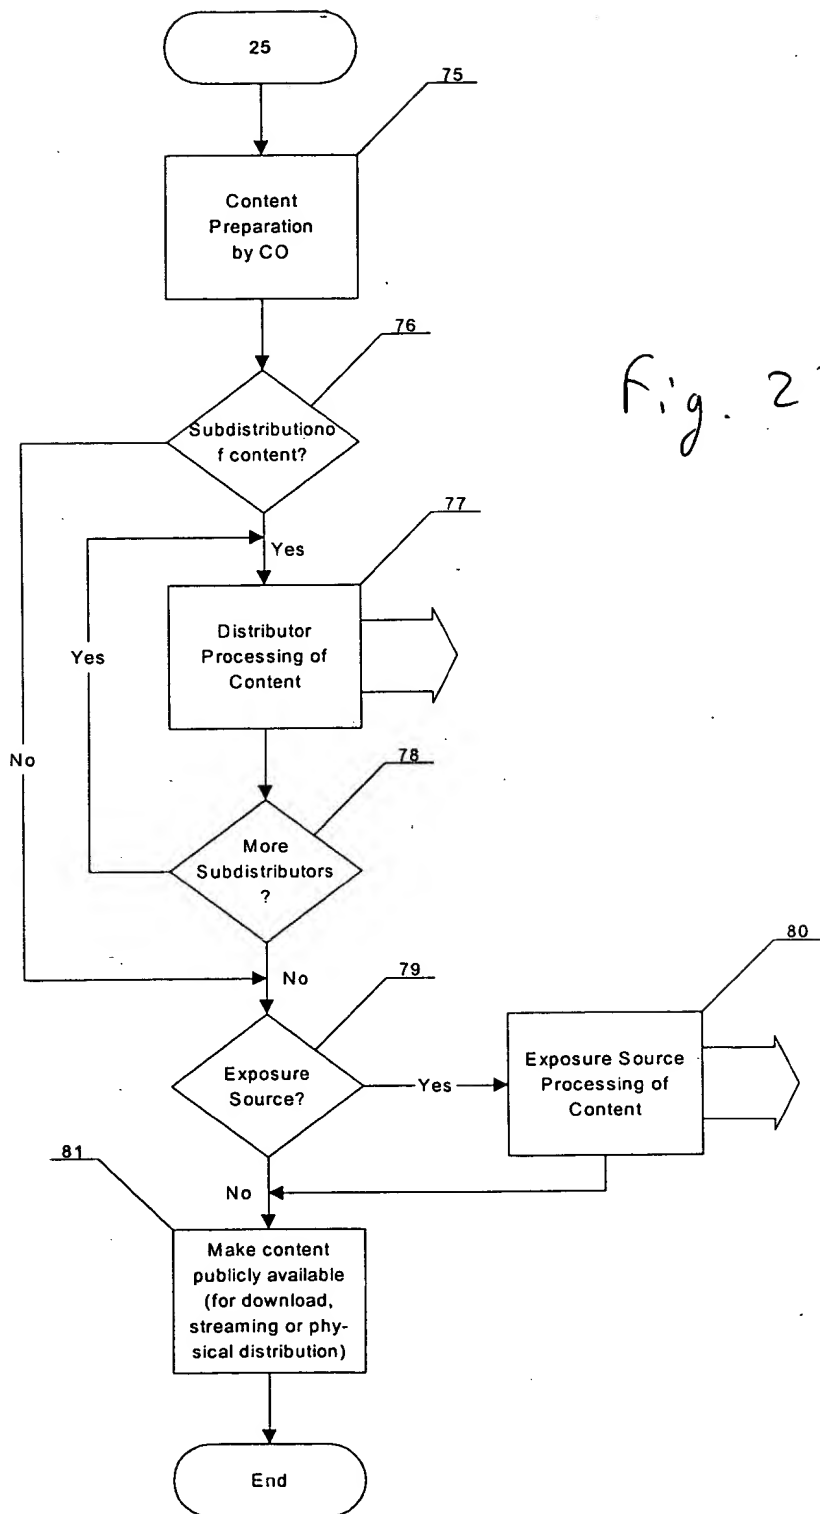 25
75
Content
Preparation
by CO
76
Subdistributiono
f content?
Fig. 2
77
Yes
Distributor
Processing of
Content
Yes
No
78
More
Subdistributors
?
No
79
80
Exposure
Source?
Yes
Exposure Source
Processing of
Content
81
No
Make content
publicly available
(for download,
streaming or phy-
sical distribution)
End